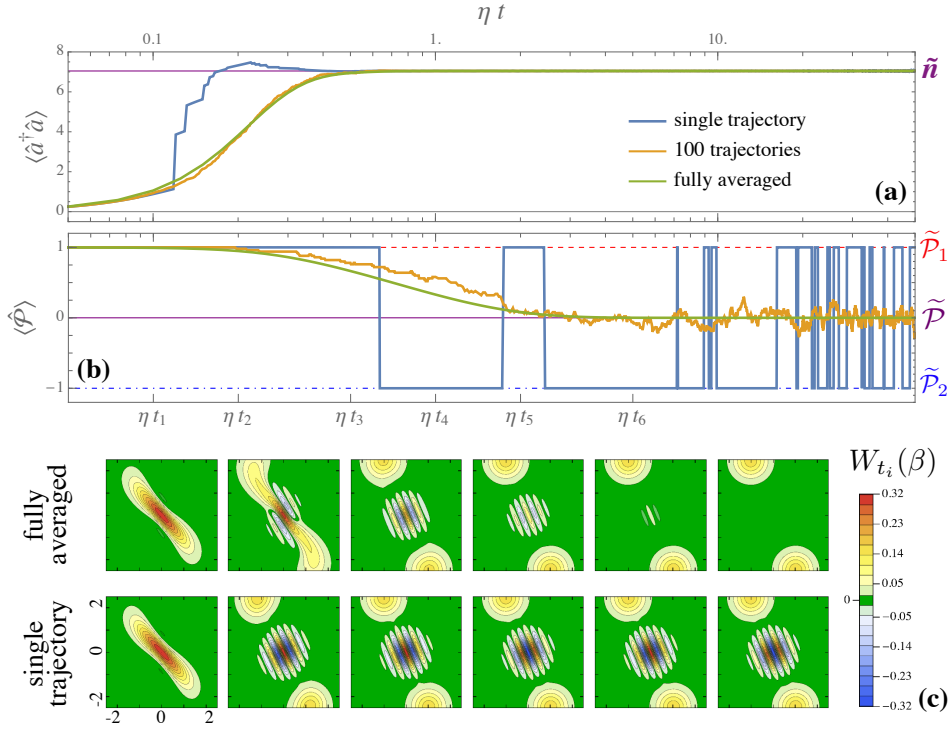 η t
0.1 1. 10.
8
6
4
2
0
⟨â†â⟩
ñ
single trajectory
100 trajectories
fully averaged
(a)
1
0
−1
⟨P̂⟩
P̃₁
P̃
P̃₂
(b)
η t₁ η t₂ η t₃ η t₄ η t₅ η t₆
fully
averaged
single
trajectory
2
0
-2
-2 0 2
W_{t_i}(β)
0.32
0.23
0.14
0.05
0
−0.05
−0.14
−0.23
−0.32
(c)